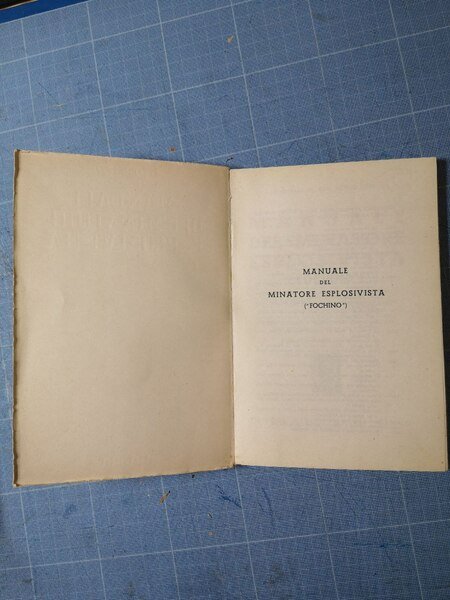 MANUALE
DEL
MINATORE ESPLOSIVISTA
("FOCHINO")